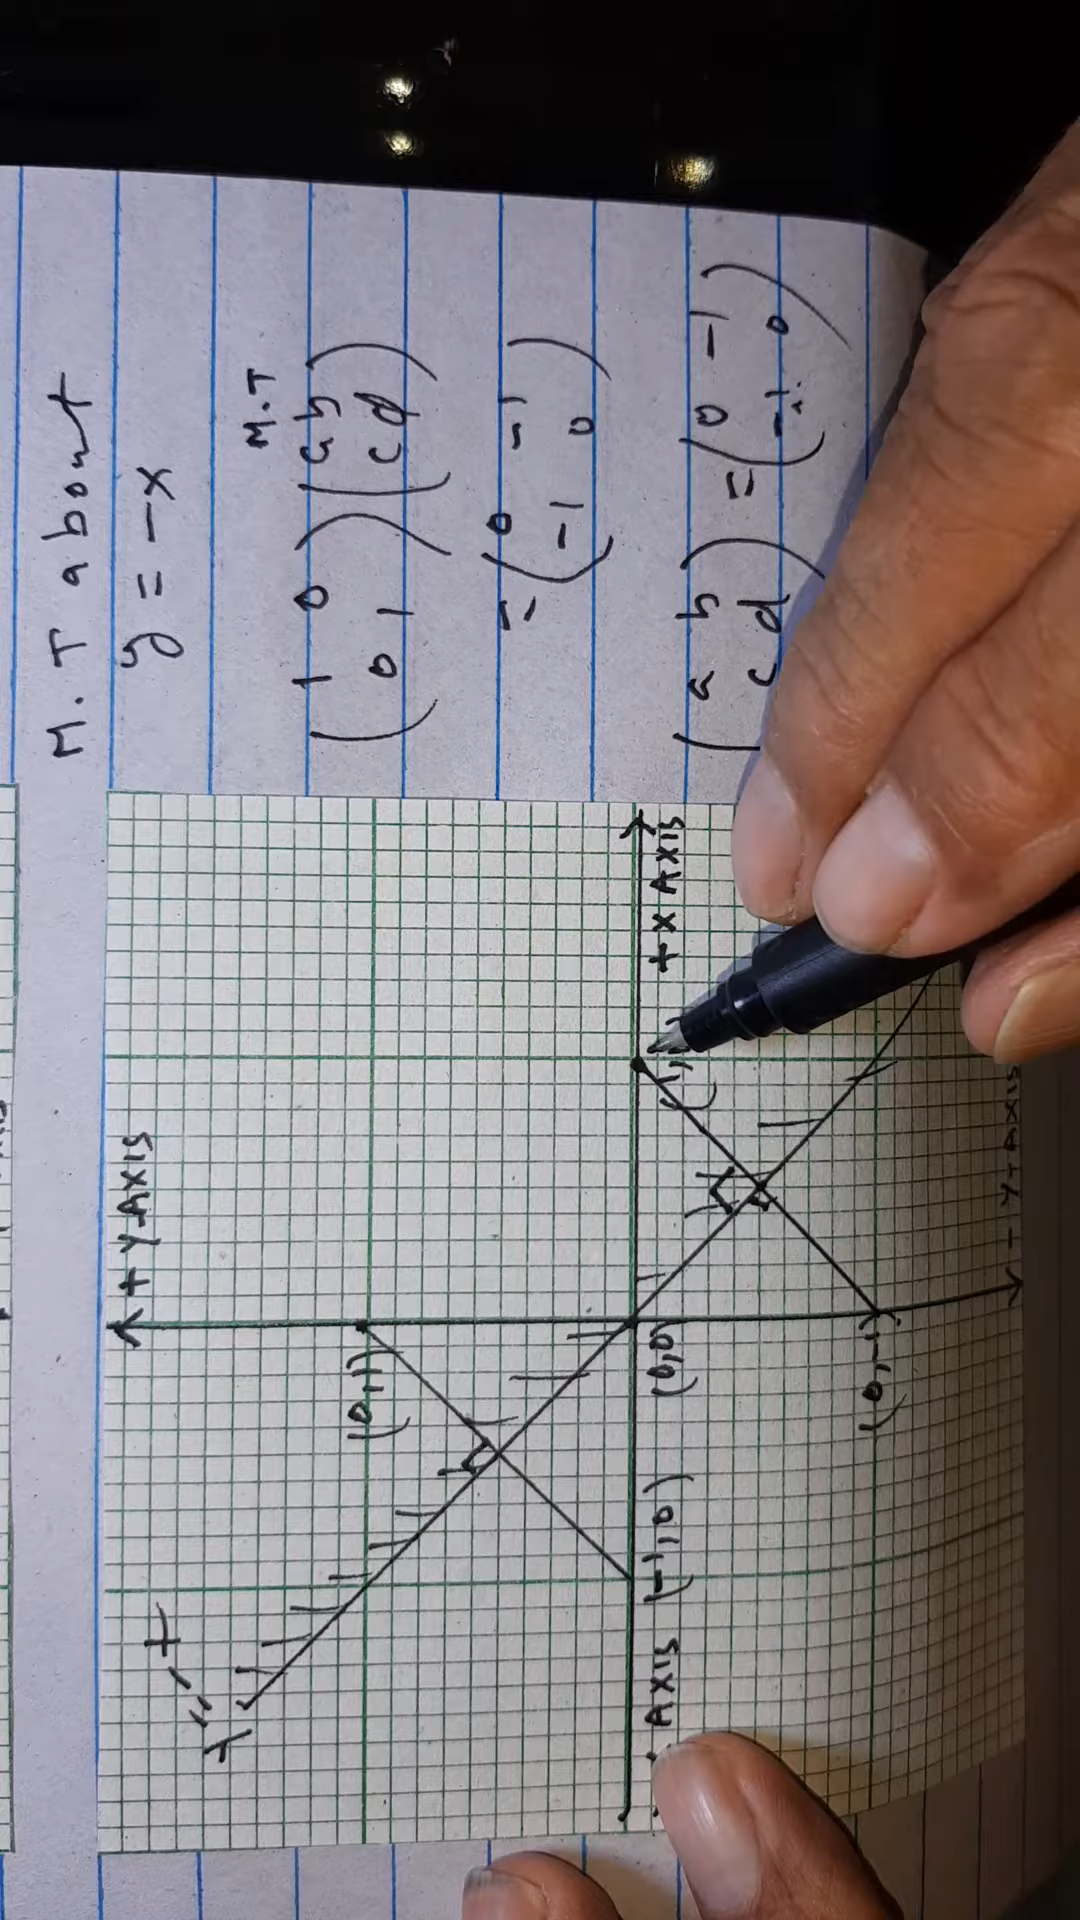 M.T about
y = -x
M.T
(1 0) (a b)
(0 1) (c d)
= (0 -1)
(-1 0)
(a b) = (0 -1)
(c d) (-1 0)
+Y AXIS
(0,1)
+X AXIS
(0,0)
(-1,0)
AXIS
(0,-1)
- Y AXIS